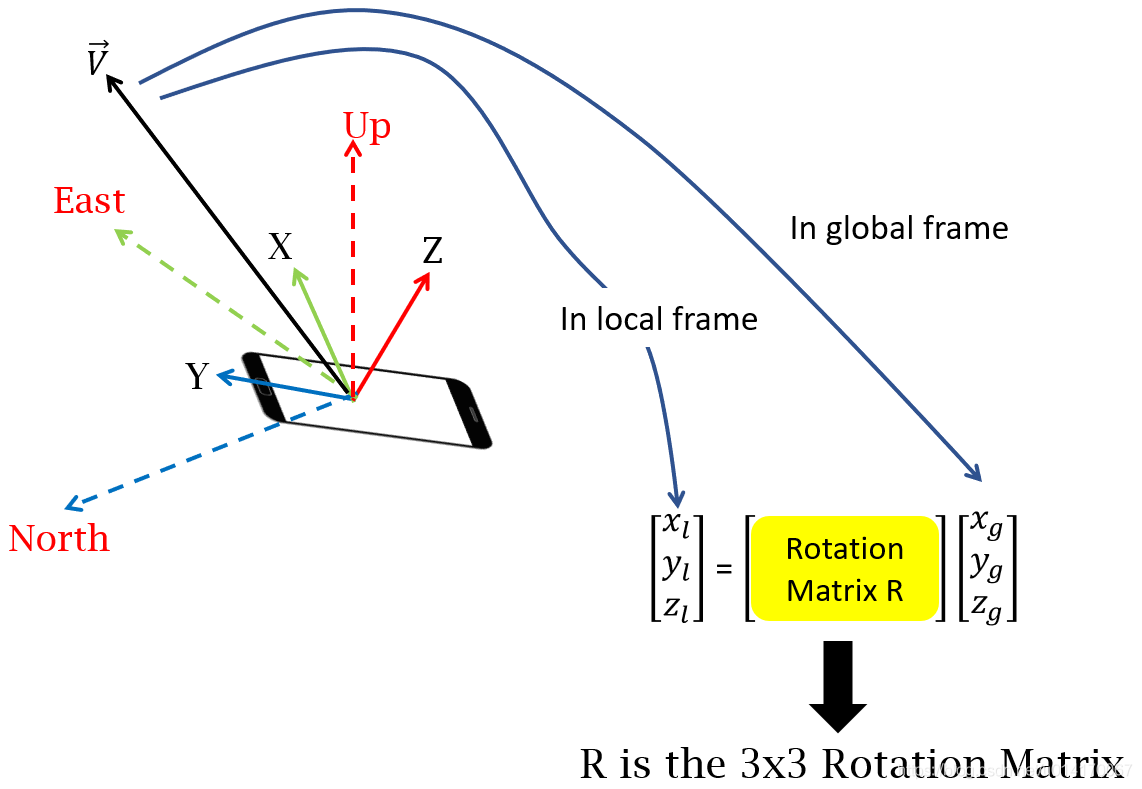 V
Up
East
X
Z
In global frame
In local frame
Y
North
[x_l y_l z_l] = [Rotation Matrix R] [x_g y_g z_g]
R is the 3x3 Rotation Matrix